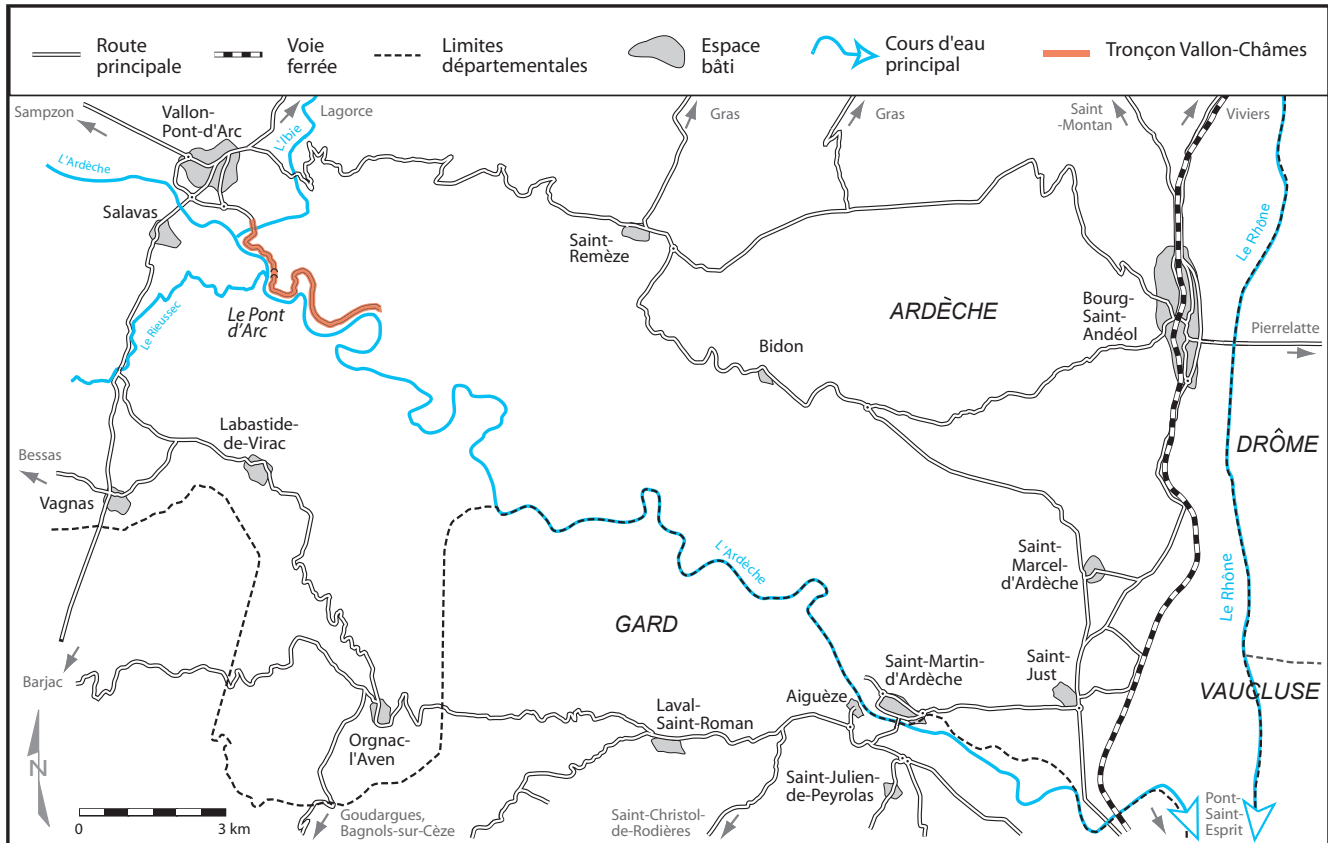 Route
principale
Voie
ferrée
Limites
départementales
Espace
bâti
Cours d'eau
principal
Tronçon Vallon-Châmes
Sampzon
Vallon-
Pont-d'Arc
Lagorce
L'Ibie
Gras
Gras
Saint
-Montan
Viviers
L'Ardèche
Salavas
Saint-
Remèze
Le Rhône
Le Rieussec
Le Pont
d'Arc
ARDÈCHE
Bourg-
Saint-
Andéol
Pierrelatte
Bidon
Labastide-
de-Virac
DRÔME
Bessas
Vagnas
L'Ardèche
Saint-
Marcel-
d'Ardèche
Le Rhône
GARD
Barjac
Saint-Martin-
d'Ardèche
Saint-
Just
VAUCLUSE
Aiguèze
Laval-
Saint-Roman
Orgnac-
l'Aven
N
Saint-Julien-
de-Peyrolas
0
3 km
Goudargues,
Bagnols-sur-Cèze
Saint-Christol-
de-Rodières
Pont-
Saint-
Esprit